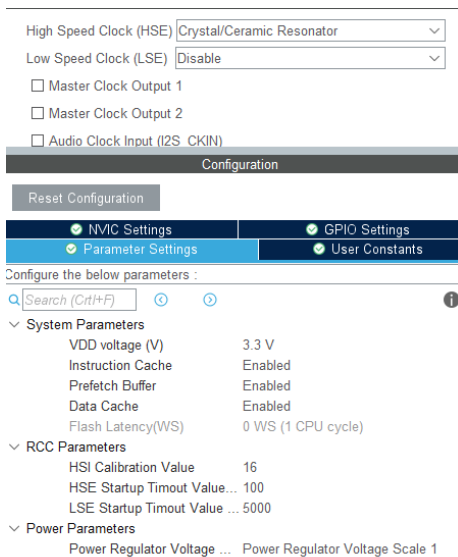 High Speed Clock (HSE) Crystal/Ceramic Resonator
Low Speed Clock (LSE) Disable
Master Clock Output 1
Master Clock Output 2
Audio Clock Input (I2S_CKIN)
Configuration
Reset Configuration
NVIC Settings GPIO Settings
Parameter Settings User Constants
Configure the below parameters :
Search (Crtl+F)
System Parameters
VDD voltage (V) 3.3 V
Instruction Cache Enabled
Prefetch Buffer Enabled
Data Cache Enabled
Flash Latency(WS) 0 WS (1 CPU cycle)
RCC Parameters
HSI Calibration Value 16
HSE Startup Timout Value... 100
LSE Startup Timout Value ... 5000
Power Parameters
Power Regulator Voltage ... Power Regulator Voltage Scale 1